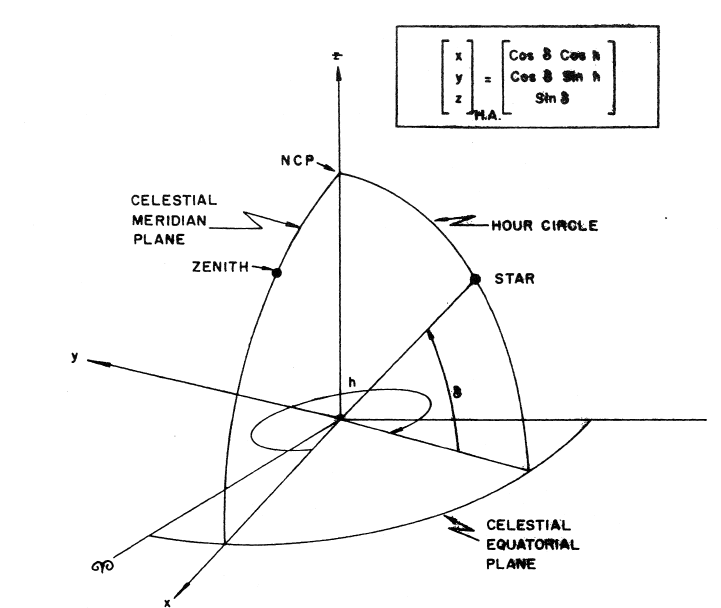 z
x
y
z
=
Cos δ Cos h
Cos δ Sin h
Sin δ
H.A.
NCP
CELESTIAL
MERIDIAN
PLANE
HOUR CIRCLE
ZENITH
STAR
y
h
δ
CELESTIAL
EQUATORIAL
PLANE
♈
x